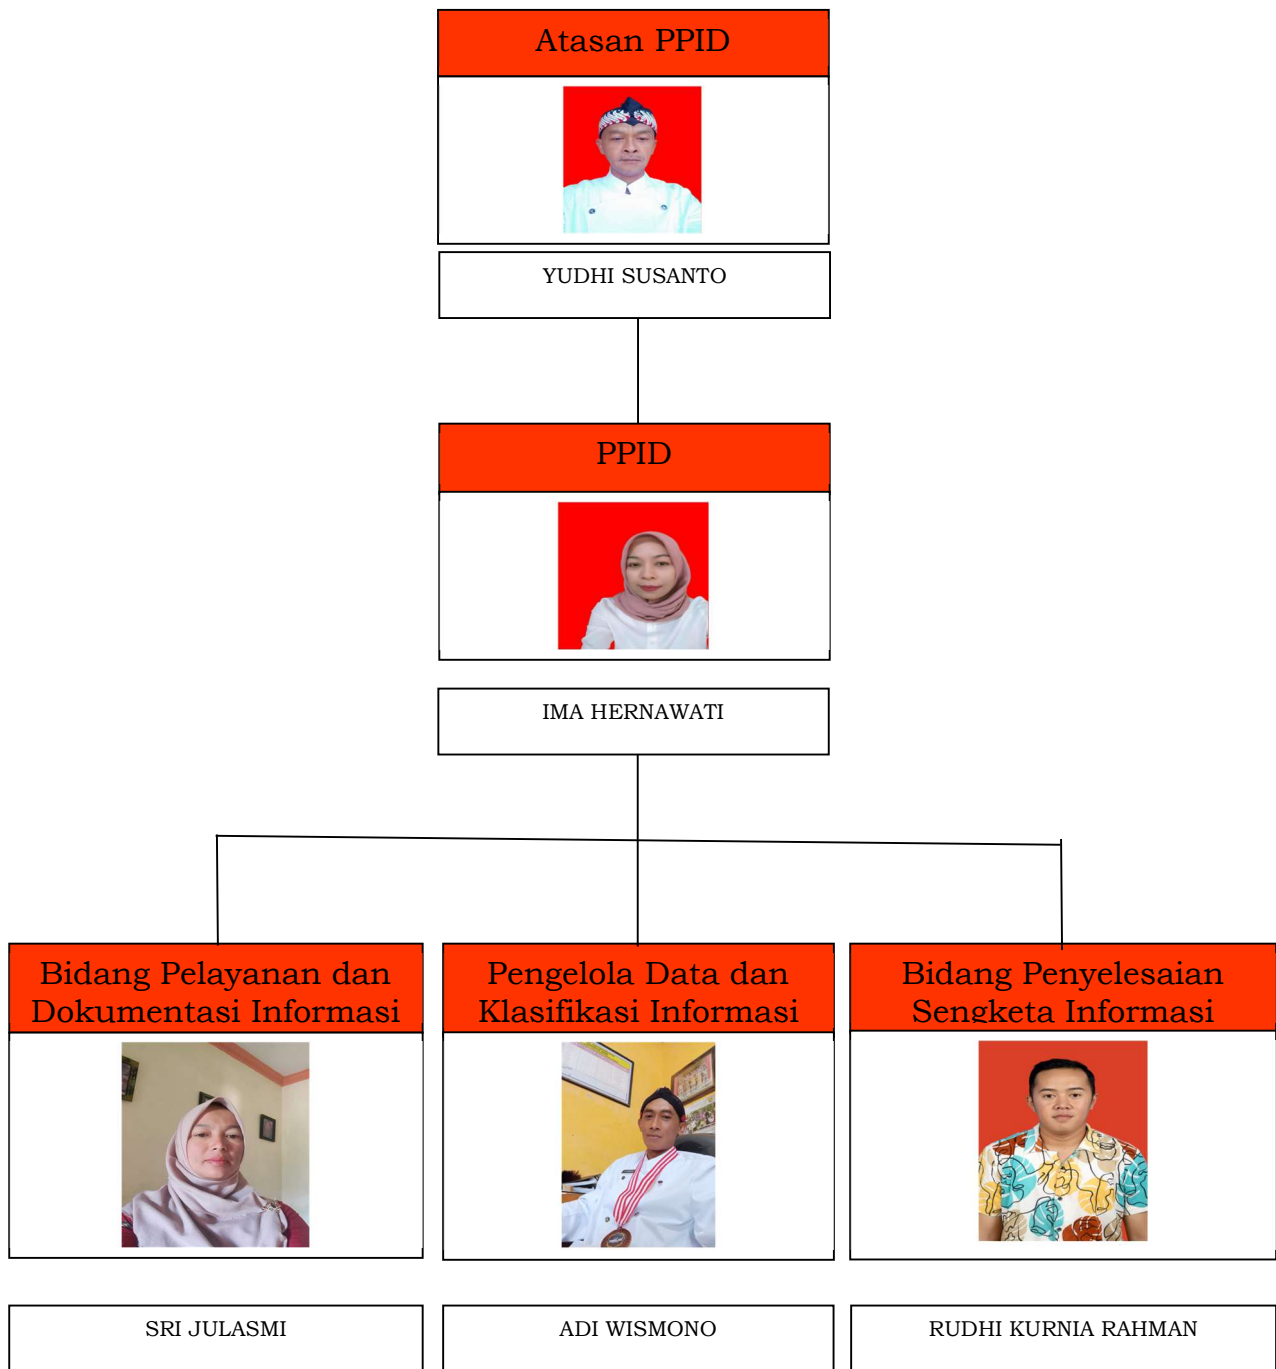 Atasan PPID
YUDHI SUSANTO
PPID
IMA HERNAWATI
Bidang Pelayanan dan
Dokumentasi Informasi
SRI JULASMI
Pengelola Data dan
Klasifikasi Informasi
ADI WISMONO
Bidang Penyelesaian
Sengketa Informasi
RUDHI KURNIA RAHMAN